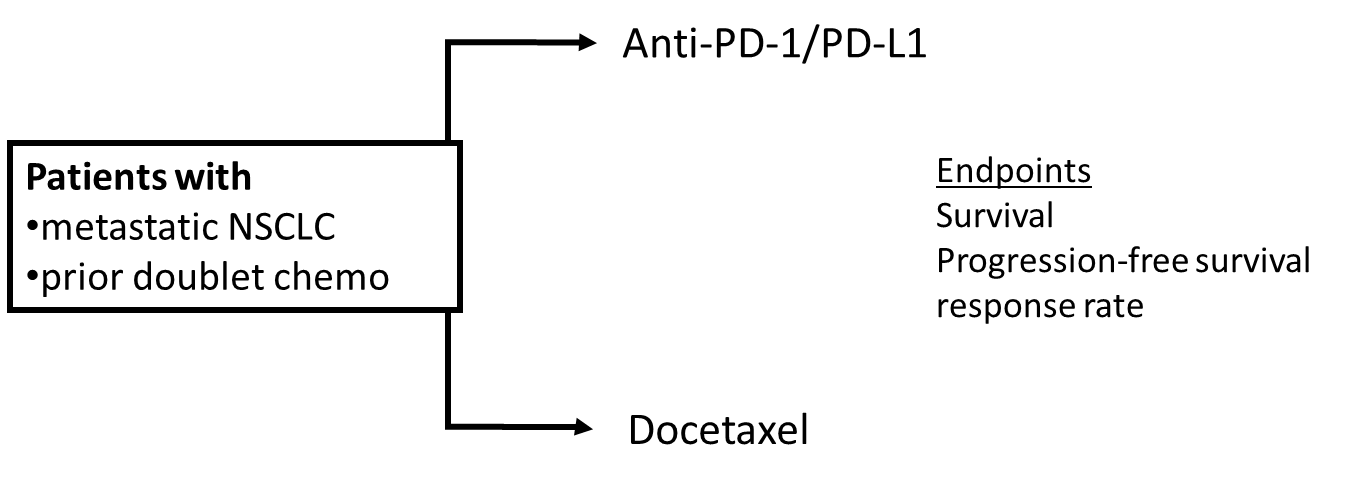 Anti-PD-1/PD-L1
Patients with
•metastatic NSCLC
•prior doublet chemo
Endpoints
Survival
Progression-free survival
response rate
Docetaxel